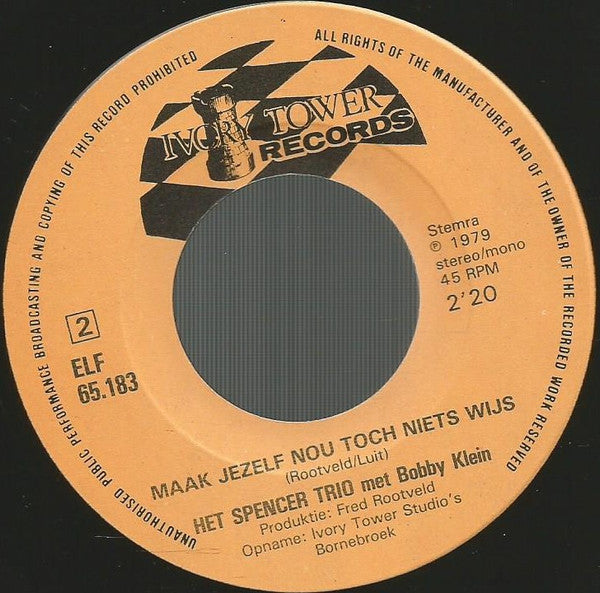 ALL RIGHTS OF THE MANUFACTURER AND OF THE OWNER OF THE RECORDED WORK RESERVED
UNAUTHORISED PUBLIC PERFORMANCE BROADCASTING AND COPYING OF THIS RECORD PROHIBITED
IVORY TOWER
RECORDS
Stemra
℗ 1979
stereo/mono
45 RPM
2'20
2
ELF
65.183
MAAK JEZELF NOU TOCH NIETS WIJS
(Rootveld/Luit)
HET SPENCER TRIO met Bobby Klein
Produktie: Fred Rootveld
Opname: Ivory Tower Studio's
Bornebroek